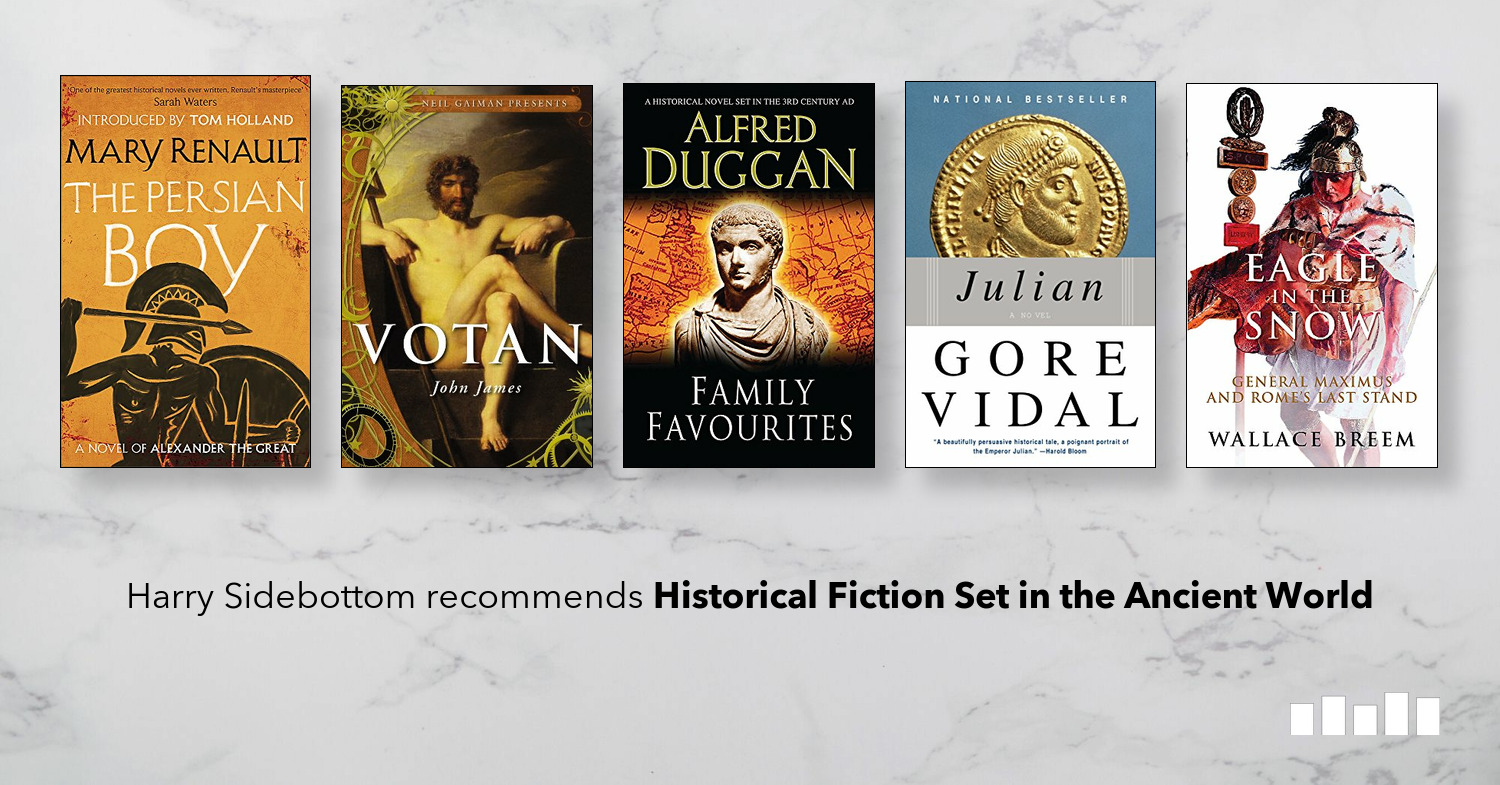 'One of the greatest historical novels ever written. Renault's masterpiece'
Sarah Waters
INTRODUCED BY TOM HOLLAND
MARY RENAULT
THE PERSIAN
BOY
A NOVEL OF ALEXANDER THE GREAT
NEIL GAIMAN PRESENTS
VOTAN
John James
A HISTORICAL NOVEL SET IN THE 3RD CENTURY AD
ALFRED
DUGGAN
FAMILY
FAVOURITES
NATIONAL BESTSELLER
Julian
A NOVEL
GORE
VIDAL
"A beautifully persuasive historical tale, a poignant portrait of
the Emperor Julian." —Harold Bloom
EAGLE
IN THE
SNOW
GENERAL MAXIMUS
AND ROME'S LAST STAND
WALLACE BREEM
Harry Sidebottom recommends Historical Fiction Set in the Ancient World